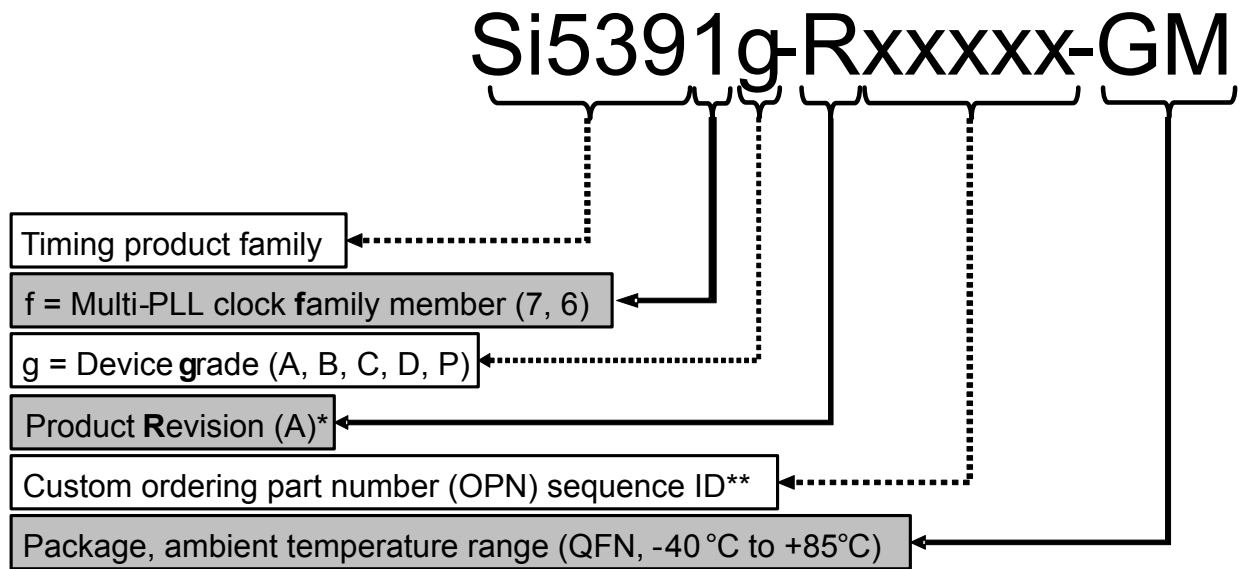 Si5391g-Rxxxxx-GM
Timing product family
f = Multi-PLL clock family member (7, 6)
g = Device grade (A, B, C, D, P)
Product Revision (A)*
Custom ordering part number (OPN) sequence ID**
Package, ambient temperature range (QFN, -40 °C to +85°C)